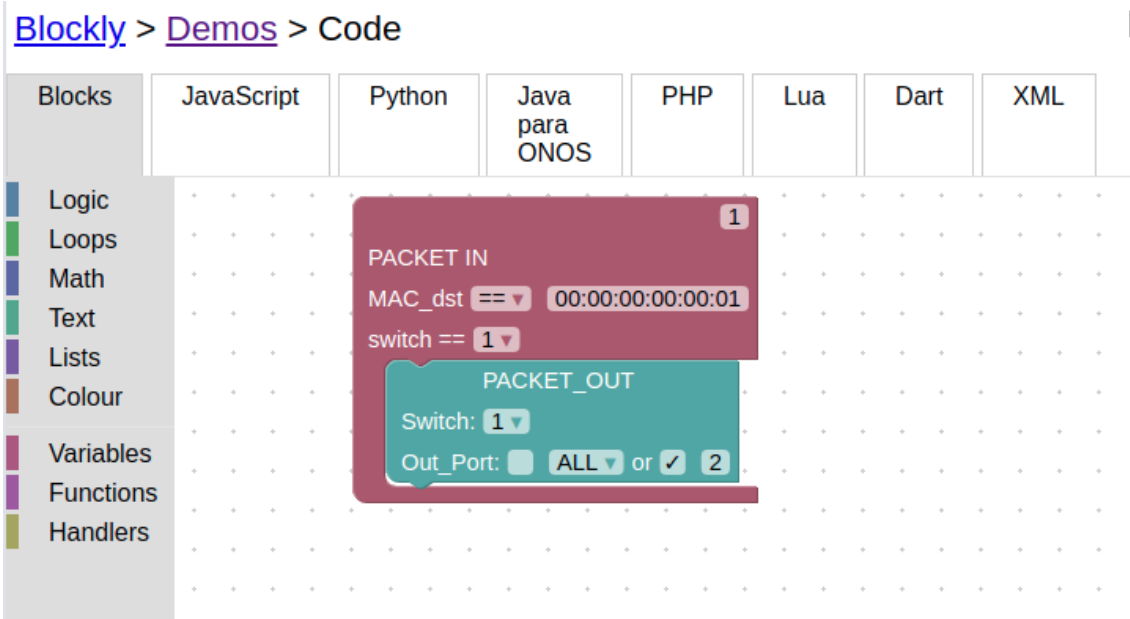 Blockly > Demos > Code
Blocks
JavaScript
Python
Java
para
ONOS
PHP
Lua
Dart
XML
Logic
Loops
Math
Text
Lists
Colour
Variables
Functions
Handlers
1
PACKET IN
MAC_dst == ▾ 00:00:00:00:00:01
switch == 1 ▾
PACKET_OUT
Switch: 1 ▾
Out_Port: ALL ▾ or ✓ 2